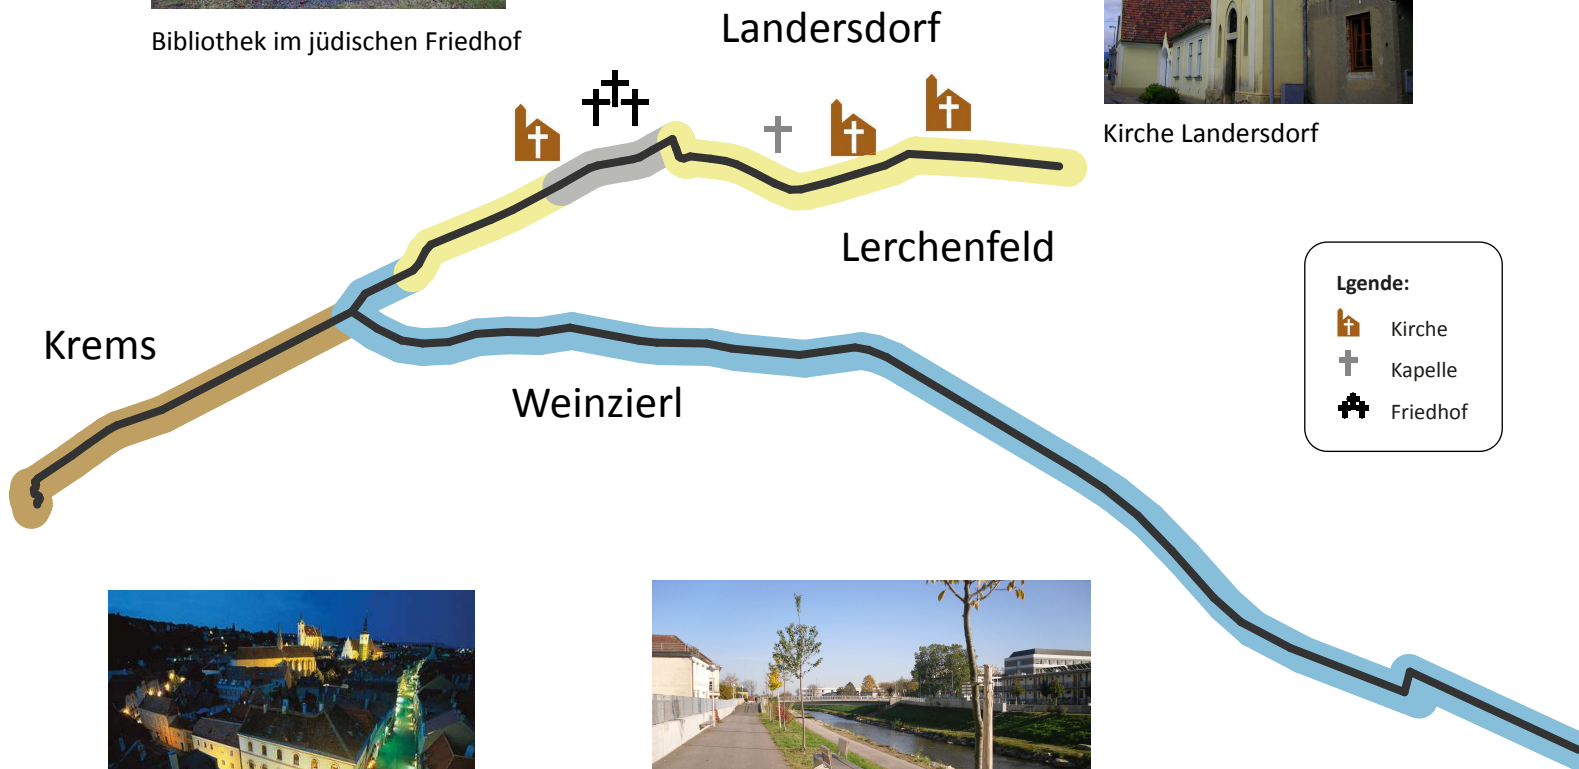 Bibliothek im jüdischen Friedhof
Landersdorf
Kirche Landersdorf
Lerchenfeld
Krems
Weinzierl
Lgende:
Kirche
Kapelle
Friedhof